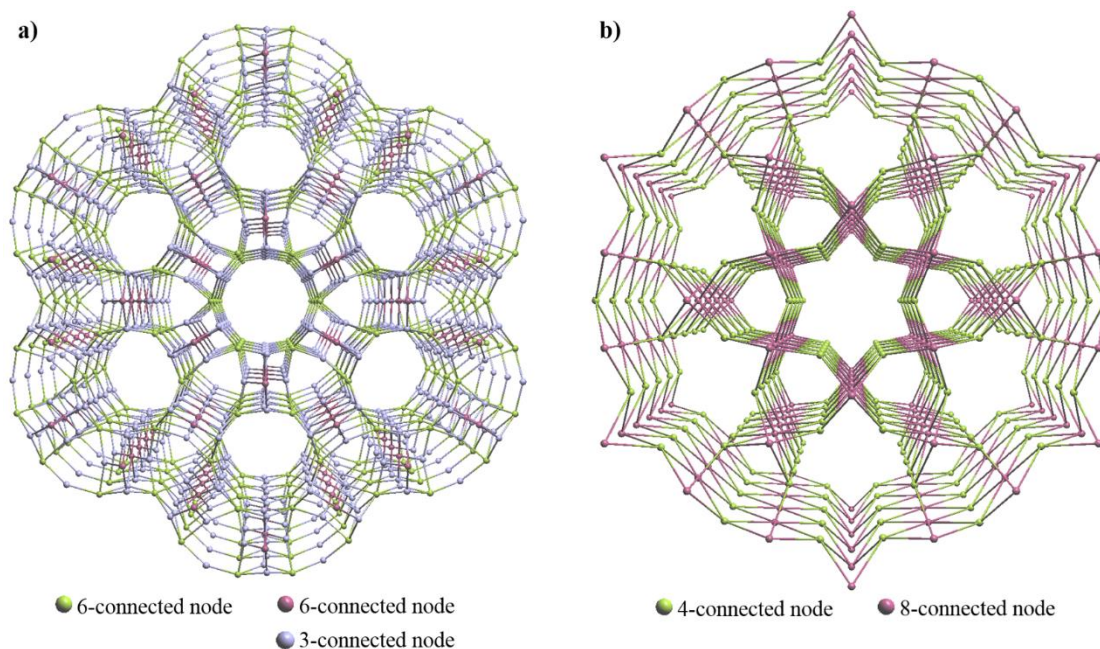 a)
b)
6-connected node
6-connected node
3-connected node
4-connected node
8-connected node